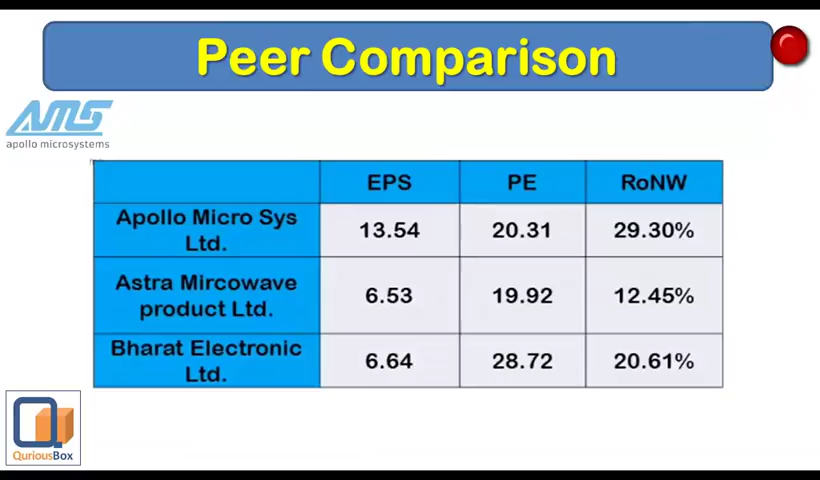 Peer Comparison
AMS
apollo microsystems
EPS PE RoNW
Apollo Micro Sys
Ltd.
13.54 20.31 29.30%
Astra Mircowave
product Ltd.
6.53 19.92 12.45%
Bharat Electronic
Ltd.
6.64 28.72 20.61%
QuriousBox